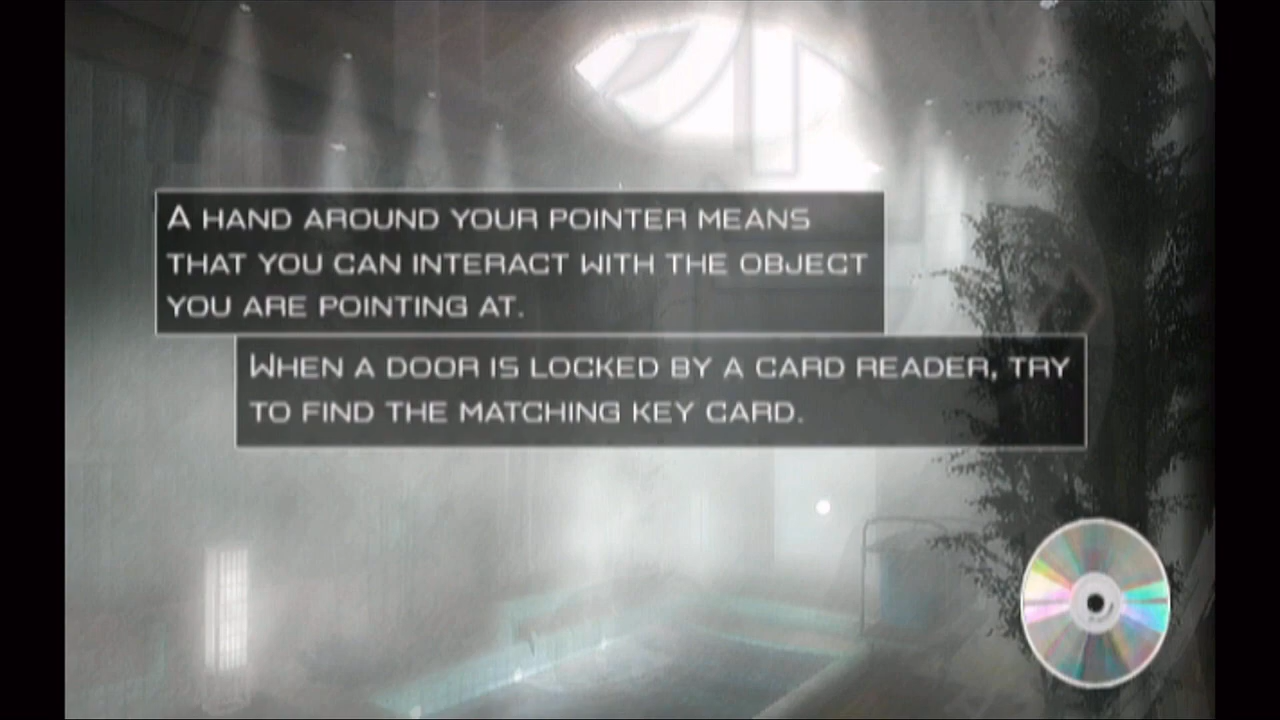 A HAND AROUND YOUR POINTER MEANS
THAT YOU CAN INTERACT WITH THE OBJECT
YOU ARE POINTING AT.
WHEN A DOOR IS LOCKED BY A CARD READER, TRY
TO FIND THE MATCHING KEY CARD.